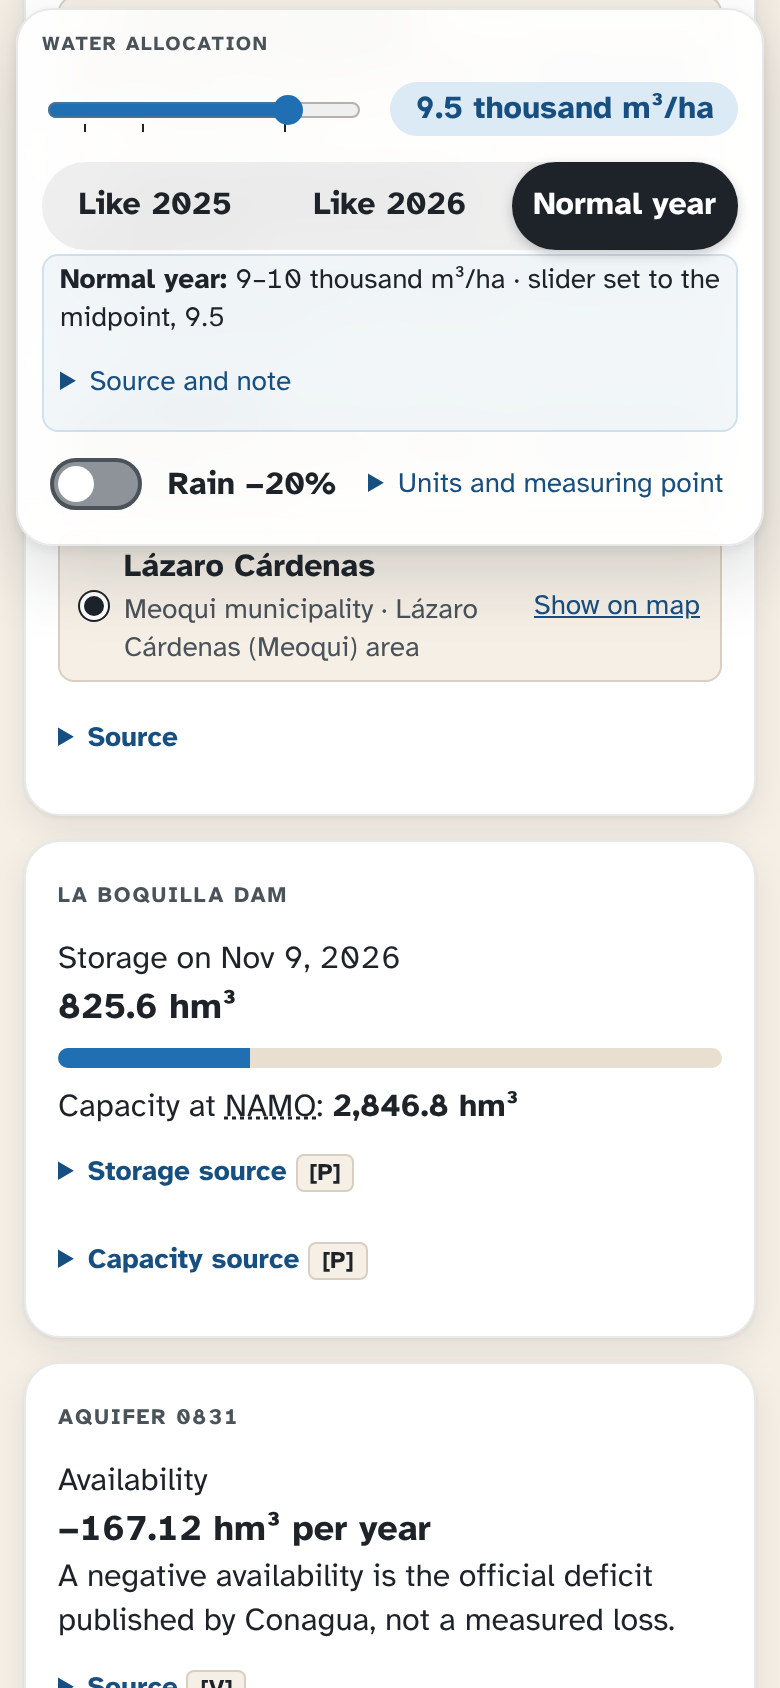 WATER ALLOCATION
9.5 thousand m³/ha
Like 2025 Like 2026 Normal year
Normal year: 9–10 thousand m³/ha · slider set to the
midpoint, 9.5
Source and note
Rain −20% Units and measuring point
Lázaro Cárdenas
Meoqui municipality · Lázaro
Cárdenas (Meoqui) area
Show on map
Source
LA BOQUILLA DAM
Storage on Nov 9, 2026
825.6 hm³
Capacity at NAMO: 2,846.8 hm³
Storage source [P]
Capacity source [P]
AQUIFER 0831
Availability
−167.12 hm³ per year
A negative availability is the official deficit
published by Conagua, not a measured loss.
Source [V]